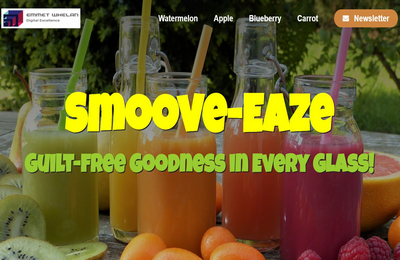 EMMET WHELAN
Digital Excellence
Watermelon
Apple
Blueberry
Carrot
Newsletter
Smoove-Eaze
Guilt-Free Goodness in Every Glass!